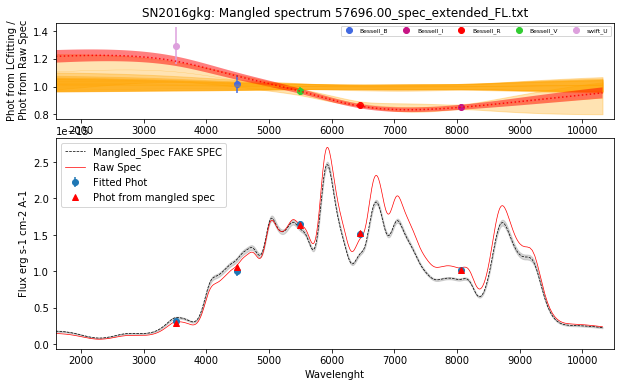 SN2016gkg: Mangled spectrum 57696.00_spec_extended_FL.txt
Phot from LCfitting /
Phot from Raw Spec
1.4
1.2
1.0
0.8
Bessell_B
Bessell_I
Bessell_R
Bessell_V
swift_U
2000 3000 4000 5000 6000 7000 8000 9000 10000
Flux erg s-1 cm-2 A-1
2.5
2.0
1.5
1.0
0.5
0.0
Mangled_Spec FAKE SPEC
Raw Spec
Fitted Phot
Phot from mangled spec
2000 3000 4000 5000 6000 7000 8000 9000 10000
Wavelenght